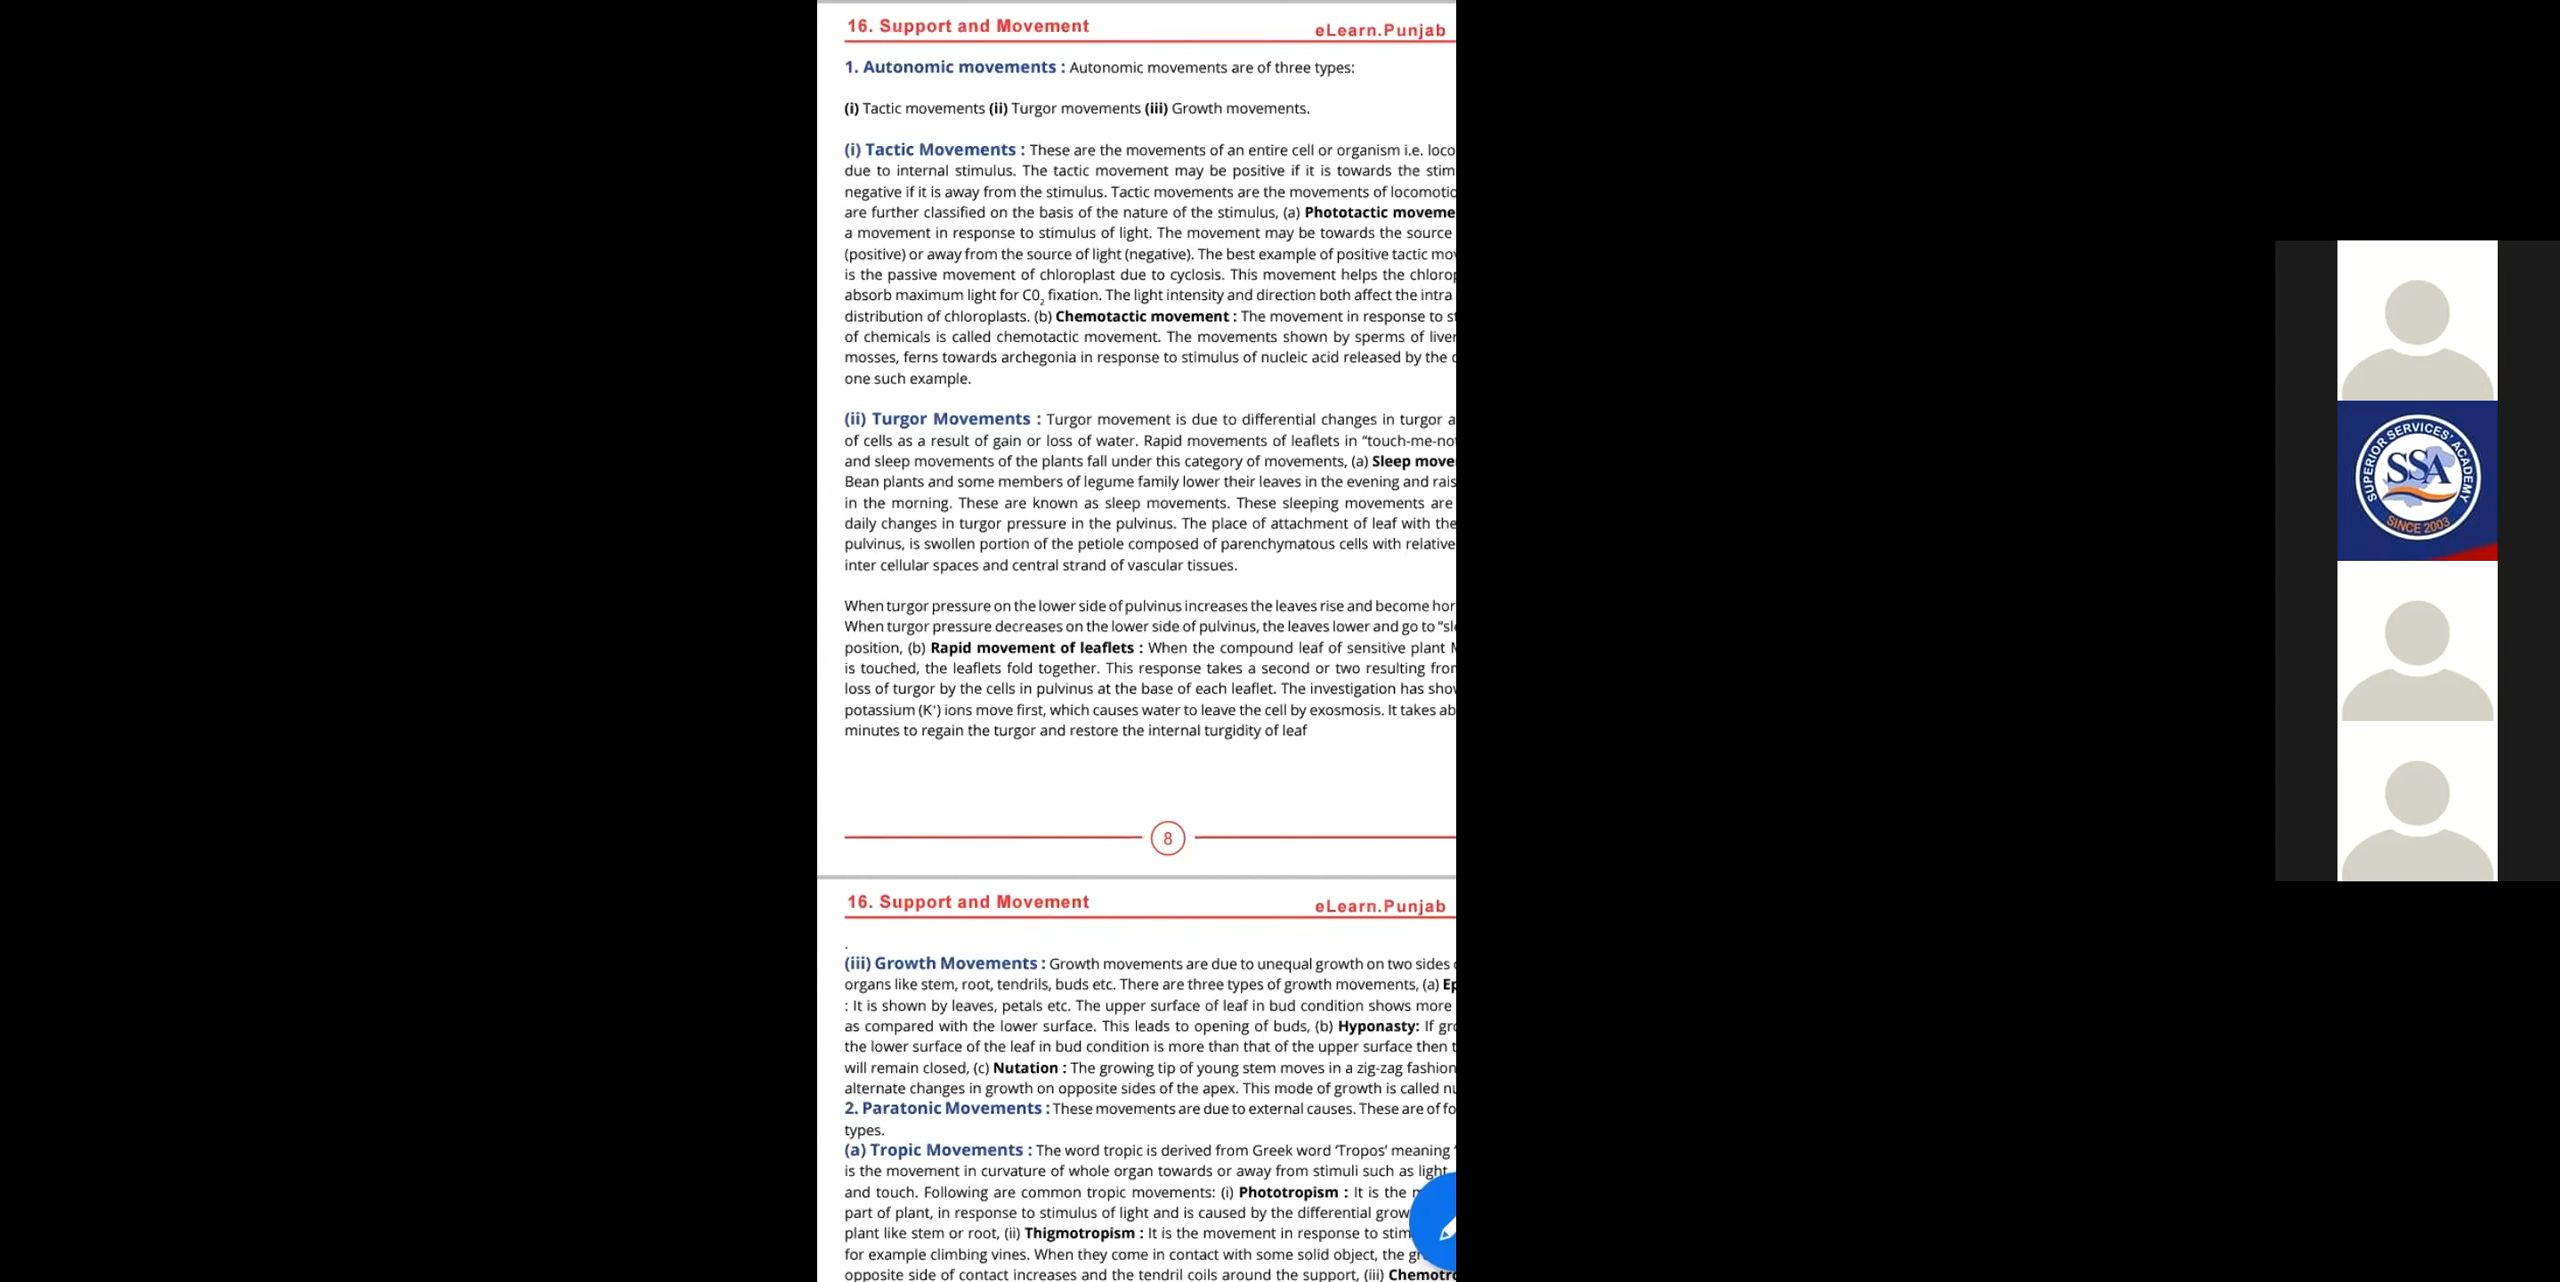 16. Support and Movement
eLearn.Punjab
1. Autonomic movements : Autonomic movements are of three types:
(i) Tactic movements (ii) Turgor movements (iii) Growth movements.
(i) Tactic Movements : These are the movements of an entire cell or organism i.e. loco
due to internal stimulus. The tactic movement may be positive if it is towards the stim
negative if it is away from the stimulus. Tactic movements are the movements of locomotio
are further classified on the basis of the nature of the stimulus, (a) Phototactic moveme
a movement in response to stimulus of light. The movement may be towards the source
(positive) or away from the source of light (negative). The best example of positive tactic mo
is the passive movement of chloroplast due to cyclosis. This movement helps the chlorop
absorb maximum light for C0₂ fixation. The light intensity and direction both affect the intra
distribution of chloroplasts. (b) Chemotactic movement : The movement in response to s
of chemicals is called chemotactic movement. The movements shown by sperms of liver
mosses, ferns towards archegonia in response to stimulus of nucleic acid released by the
one such example.
(ii) Turgor Movements : Turgor movement is due to differential changes in turgor a
of cells as a result of gain or loss of water. Rapid movements of leaflets in “touch-me-no
and sleep movements of the plants fall under this category of movements, (a) Sleep move
Bean plants and some members of legume family lower their leaves in the evening and rais
in the morning. These are known as sleep movements. These sleeping movements are
daily changes in turgor pressure in the pulvinus. The place of attachment of leaf with the
pulvinus, is swollen portion of the petiole composed of parenchymatous cells with relative
inter cellular spaces and central strand of vascular tissues.
When turgor pressure on the lower side of pulvinus increases the leaves rise and become hor
When turgor pressure decreases on the lower side of pulvinus, the leaves lower and go to “sl
position, (b) Rapid movement of leaflets : When the compound leaf of sensitive plant
is touched, the leaflets fold together. This response takes a second or two resulting fro
loss of turgor by the cells in pulvinus at the base of each leaflet. The investigation has sho
potassium (K⁺) ions move first, which causes water to leave the cell by exosmosis. It takes ab
minutes to regain the turgor and restore the internal turgidity of leaf
8
16. Support and Movement
eLearn.Punjab
.
(iii) Growth Movements : Growth movements are due to unequal growth on two sides
organs like stem, root, tendrils, buds etc. There are three types of growth movements, (a) Ep
: It is shown by leaves, petals etc. The upper surface of leaf in bud condition shows more
as compared with the lower surface. This leads to opening of buds, (b) Hyponasty: If gr
the lower surface of the leaf in bud condition is more than that of the upper surface then t
will remain closed, (c) Nutation : The growing tip of young stem moves in a zig-zag fashion
alternate changes in growth on opposite sides of the apex. This mode of growth is called nu
2. Paratonic Movements : These movements are due to external causes. These are of fo
types.
(a) Tropic Movements : The word tropic is derived from Greek word ‘Tropos’ meaning ‘
is the movement in curvature of whole organ towards or away from stimuli such as light
and touch. Following are common tropic movements: (i) Phototropism : It is the
part of plant, in response to stimulus of light and is caused by the differential grow
plant like stem or root, (ii) Thigmotropism : It is the movement in response to stim
for example climbing vines. When they come in contact with some solid object, the g
opposite side of contact increases and the tendril coils around the support, (iii) Chemotr
SUPERIOR SERVICES' ACADEMY
SSA
SINCE 2003